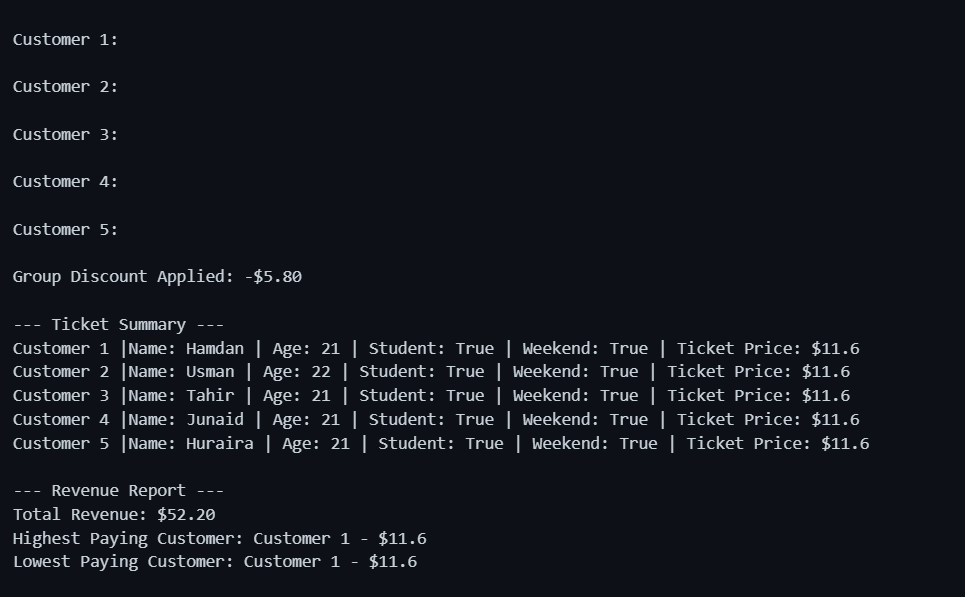 Customer 1:
Customer 2:
Customer 3:
Customer 4:
Customer 5:
Group Discount Applied: -$5.80
--- Ticket Summary ---
Customer 1 |Name: Hamdan | Age: 21 | Student: True | Weekend: True | Ticket Price: $11.6
Customer 2 |Name: Usman | Age: 22 | Student: True | Weekend: True | Ticket Price: $11.6
Customer 3 |Name: Tahir | Age: 21 | Student: True | Weekend: True | Ticket Price: $11.6
Customer 4 |Name: Junaid | Age: 21 | Student: True | Weekend: True | Ticket Price: $11.6
Customer 5 |Name: Huraira | Age: 21 | Student: True | Weekend: True | Ticket Price: $11.6
--- Revenue Report ---
Total Revenue: $52.20
Highest Paying Customer: Customer 1 - $11.6
Lowest Paying Customer: Customer 1 - $11.6